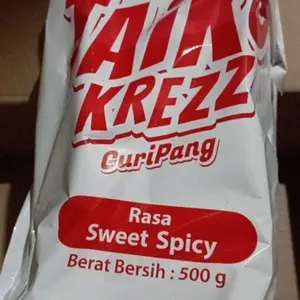 KREZZ
GuriPang
Rasa
Sweet Spicy
Berat Bersih : 500 g